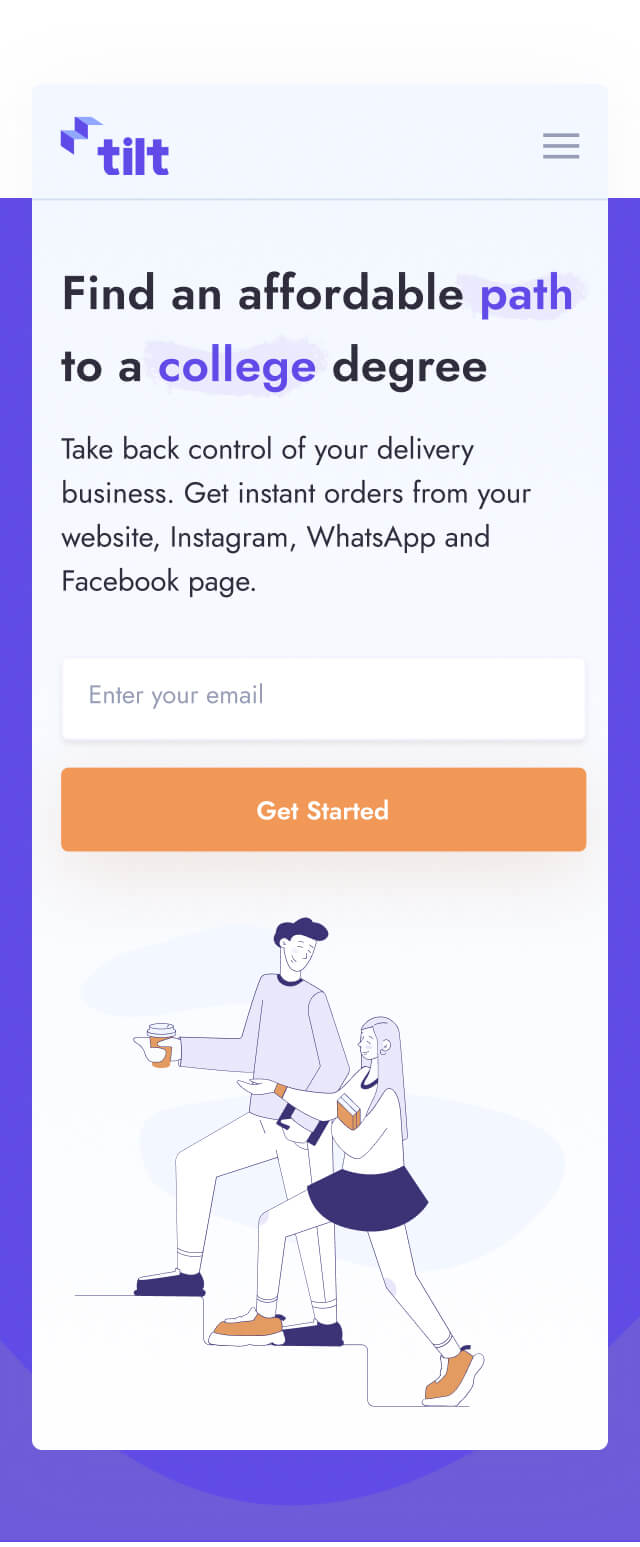 tilt
Find an affordable path
to a college degree
Take back control of your delivery
business. Get instant orders from your
website, Instagram, WhatsApp and
Facebook page.
Enter your email
Get Started